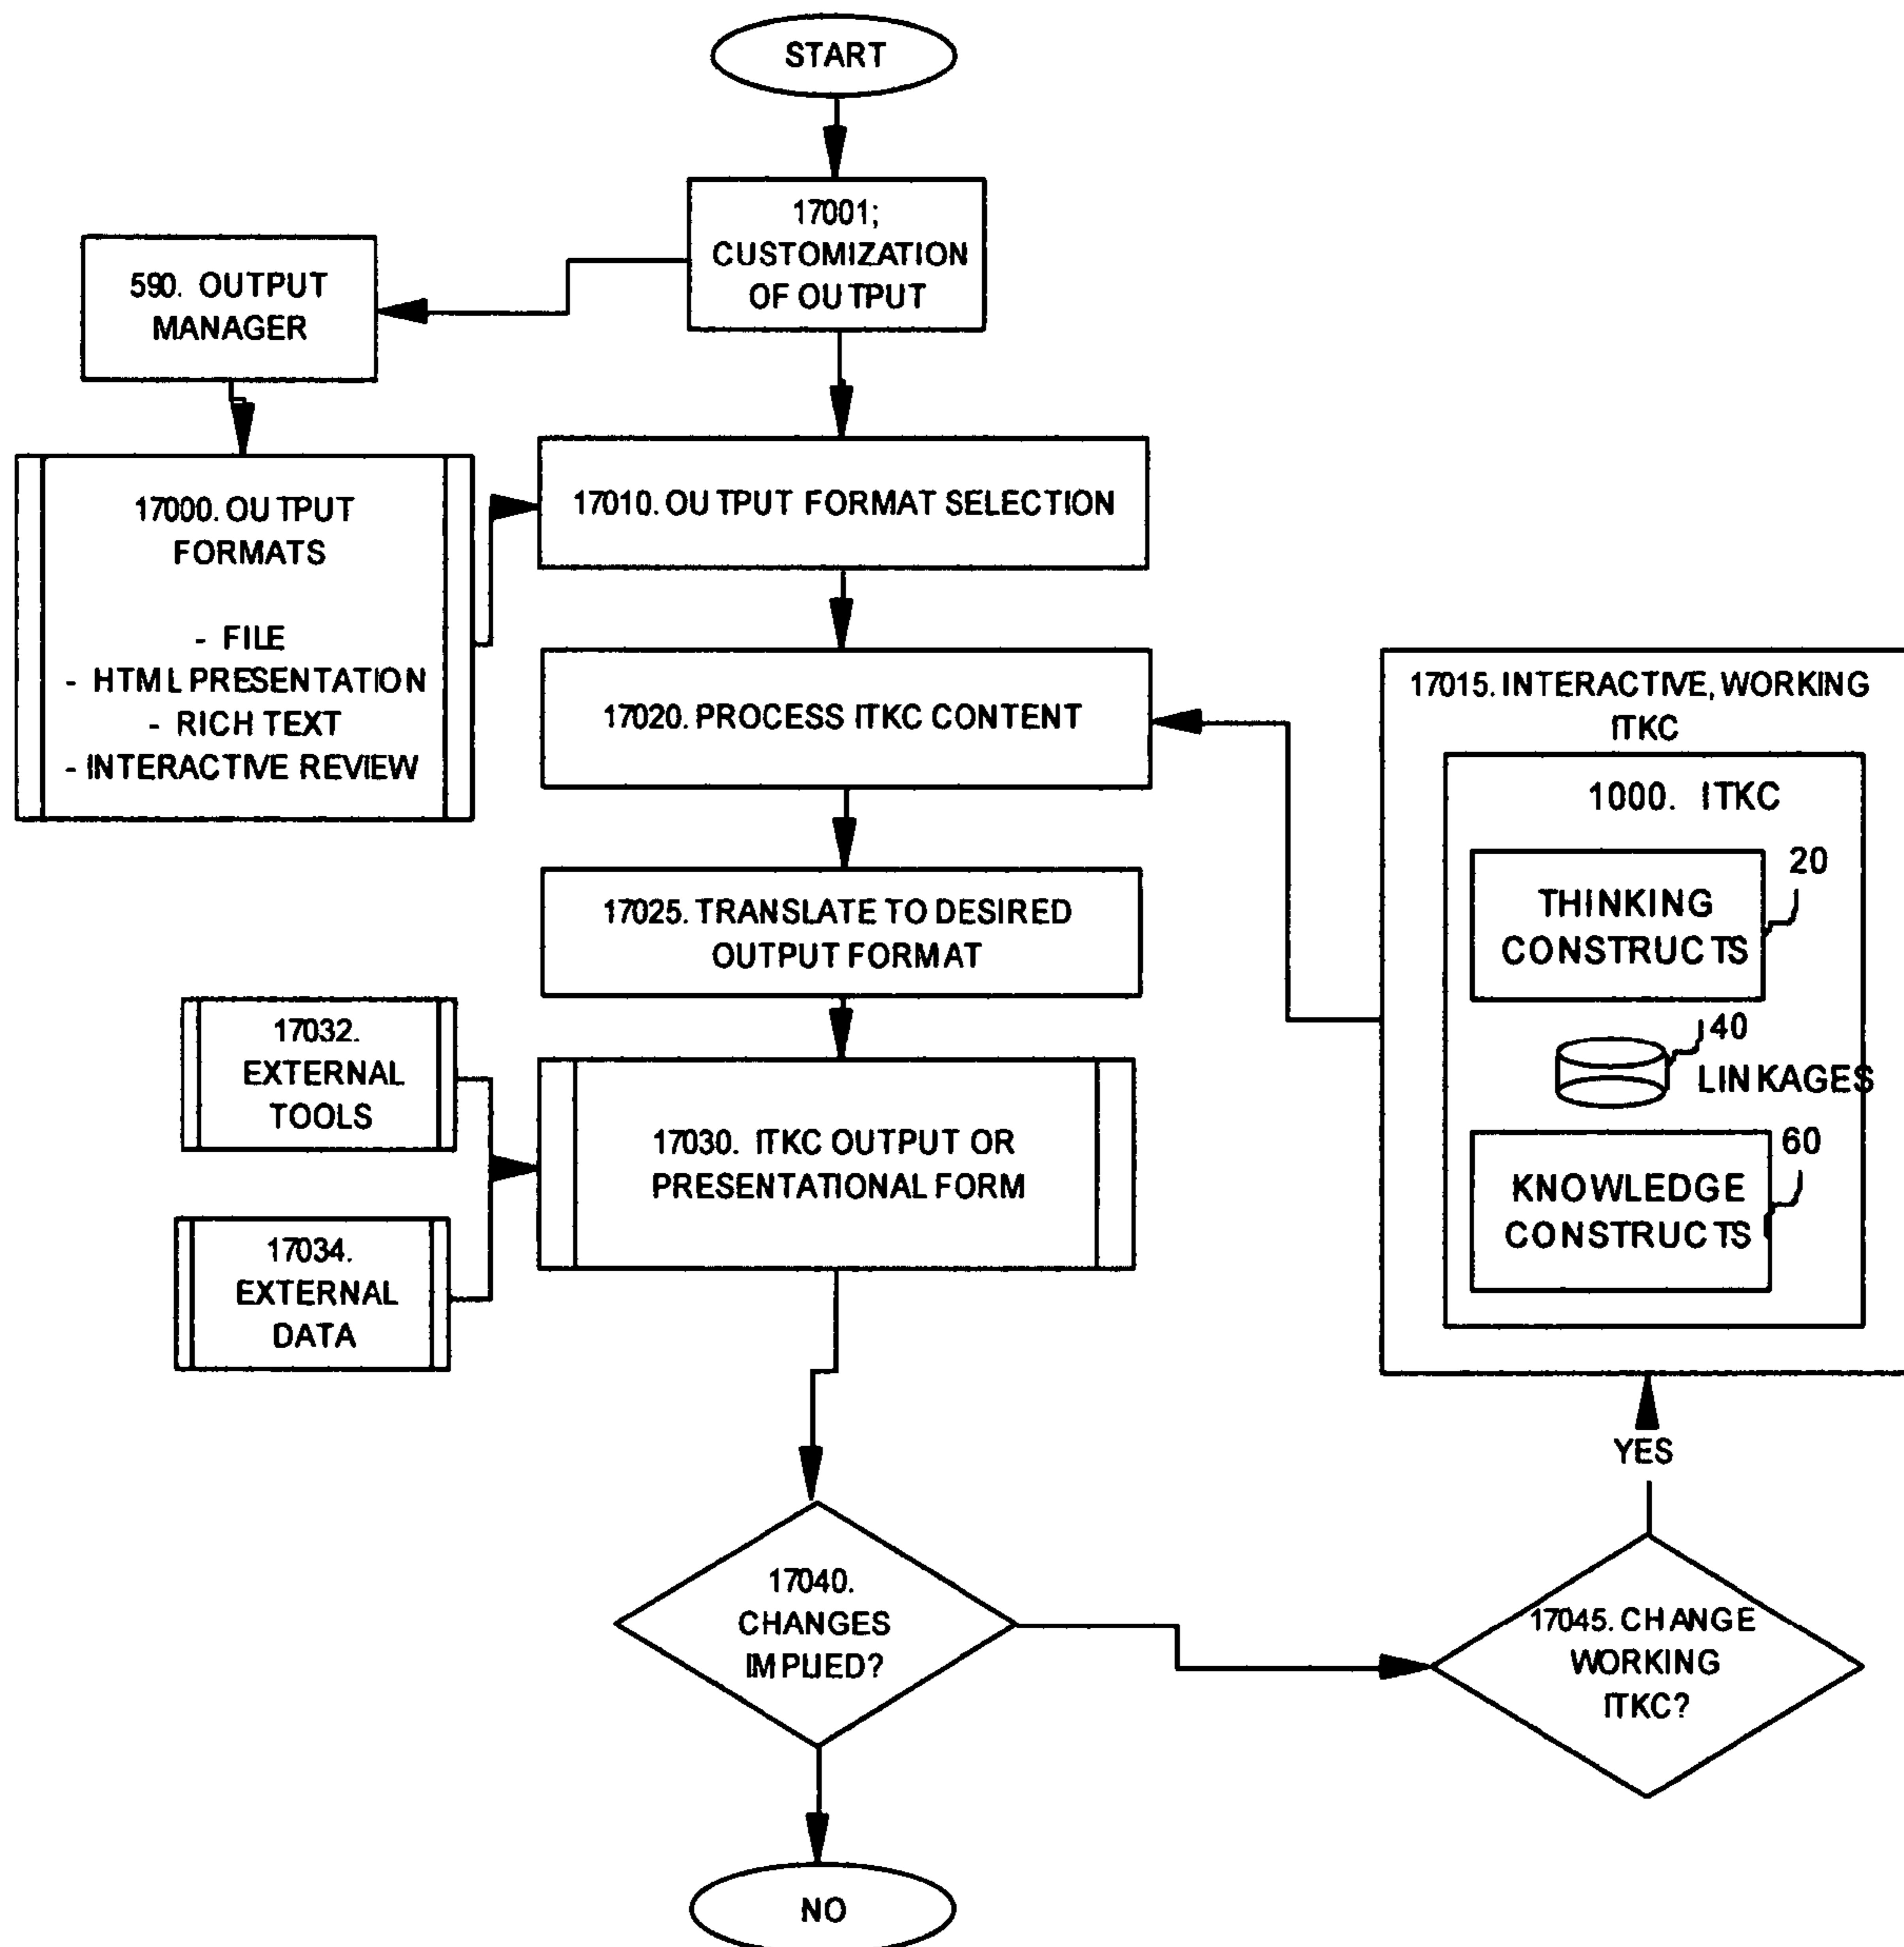 START
17001;
CUSTOMIZATION
OF OUTPUT
590. OUTPUT
MANAGER
17000. OUTPUT
FORMATS
- FILE
- HTML PRESENTATION
- RICH TEXT
- INTERACTIVE REVIEW
17010. OUTPUT FORMAT SELECTION
17020. PROCESS ITKC CONTENT
17015. INTERACTIVE, WORKING
ITKC
1000. ITKC
20
THINKING
CONSTRUCTS
40
LINKAGES
60
KNOWLEDGE
CONSTRUCTS
17025. TRANSLATE TO DESIRED
OUTPUT FORMAT
17032.
EXTERNAL
TOOLS
17030. ITKC OUTPUT OR
PRESENTATIONAL FORM
17034.
EXTERNAL
DATA
YES
17040.
CHANGES
IMPLIED?
17045. CHANGE
WORKING
ITKC?
NO